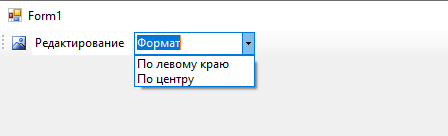 Form1
Редактирование Формат
По левому краю
По центру